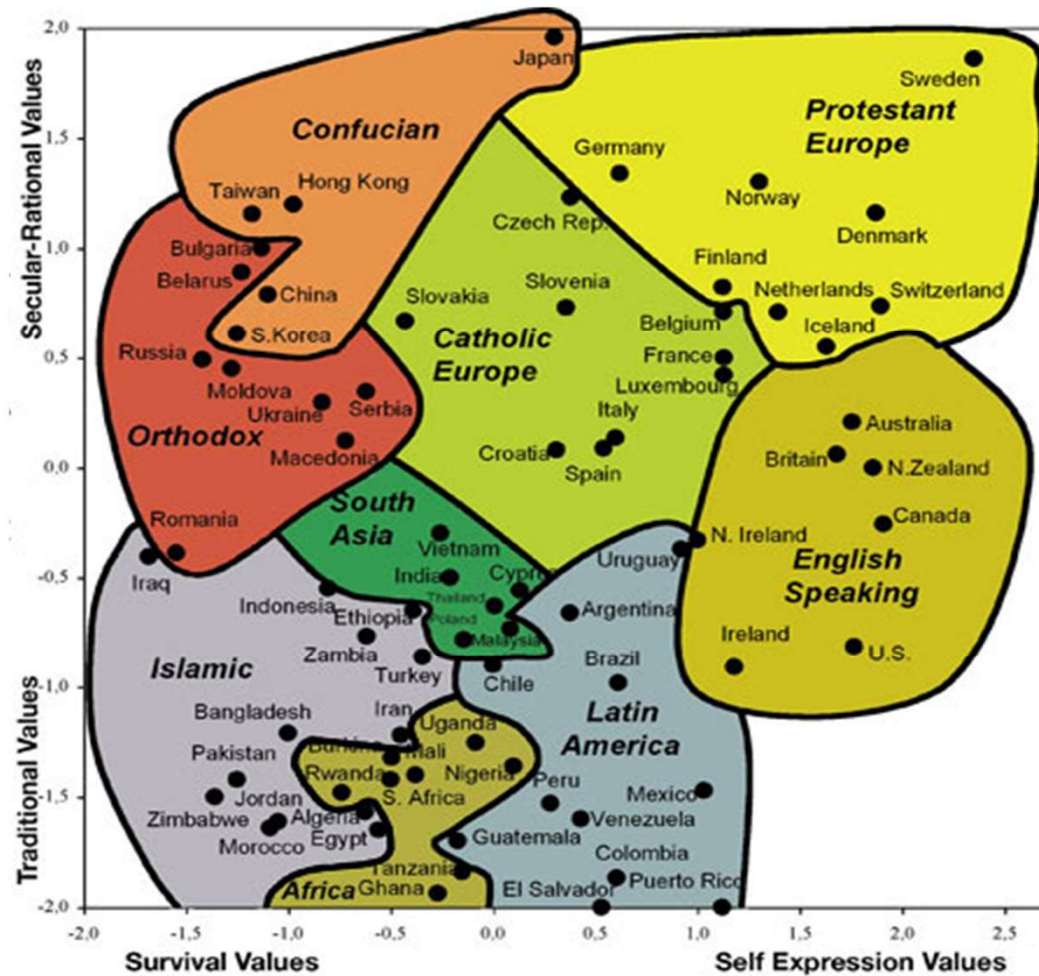 2,0
Japan
Sweden
Secular-Rational Values
Confucian
Protestant
Europe
1,5
Germany
Taiwan
Hong Kong
Norway
Czech Rep.
Denmark
1,0
Bulgaria
Finland
Belarus
China
Slovakia
Slovenia
Netherlands
Switzerland
S.Korea
Catholic
Europe
Belgium
Iceland
0,5
Russia
France
Moldova
Luxembourg
Ukraine
Serbia
Italy
Orthodox
Australia
Macedonia
Croatia
Spain
Britain
N.Zealand
0,0
South
Asia
Romania
Canada
Vietnam
Uruguay
N. Ireland
English
Speaking
-0,5
Iraq
India
Indonesia
Thailand
Ethiopia
Poland
Argentina
Malaysia
Zambia
Ireland
U.S.
Islamic
Turkey
Chile
Brazil
-1,0
Traditional Values
Bangladesh
Iran
Uganda
Latin
America
Mali
Pakistan
Rwanda
Nigeria
Peru
-1,5
Jordan
S. Africa
Mexico
Zimbabwe
Algeria
Venezuela
Morocco
Egypt
Guatemala
Colombia
Tanzania
Africa
Ghana
El Salvador
Puerto Rico
-2,0
-2,0
-1,5
-1,0
-0,5
0,0
0,5
1,0
1,5
2,0
2,5
Survival Values
Self Expression Values